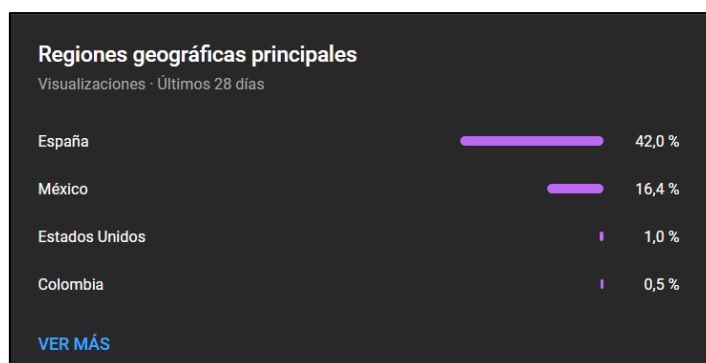 Regiones geográficas principales
Visualizaciones · Últimos 28 días
España 42,0 %
México 16,4 %
Estados Unidos 1,0 %
Colombia 0,5 %
VER MÁS